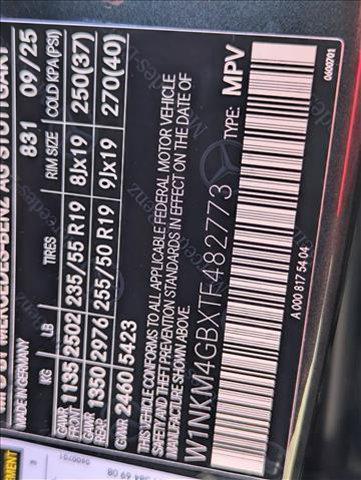 MERCEDES-BENZ AG STUTTGART
MADE IN GERMANY 831 09/25
KG LB TIRES RIM SIZE COLD KPA(PSI)
GAWR FRONT 1135 2502 235/55 R19 8Jx19 250(37)
GAWR REAR 1350 2976 255/50 R19 9Jx19 270(40)
GVWR 2460 5423
THIS VEHICLE CONFORMS TO ALL APPLICABLE FEDERAL MOTOR VEHICLE
SAFETY AND THEFT PREVENTION STANDARDS IN EFFECT ON THE DATE OF
MANUFACTURE SHOWN ABOVE.
W1NKM4GBXTF482773 TYPE: MPV
A 000 817 54 04
0600701